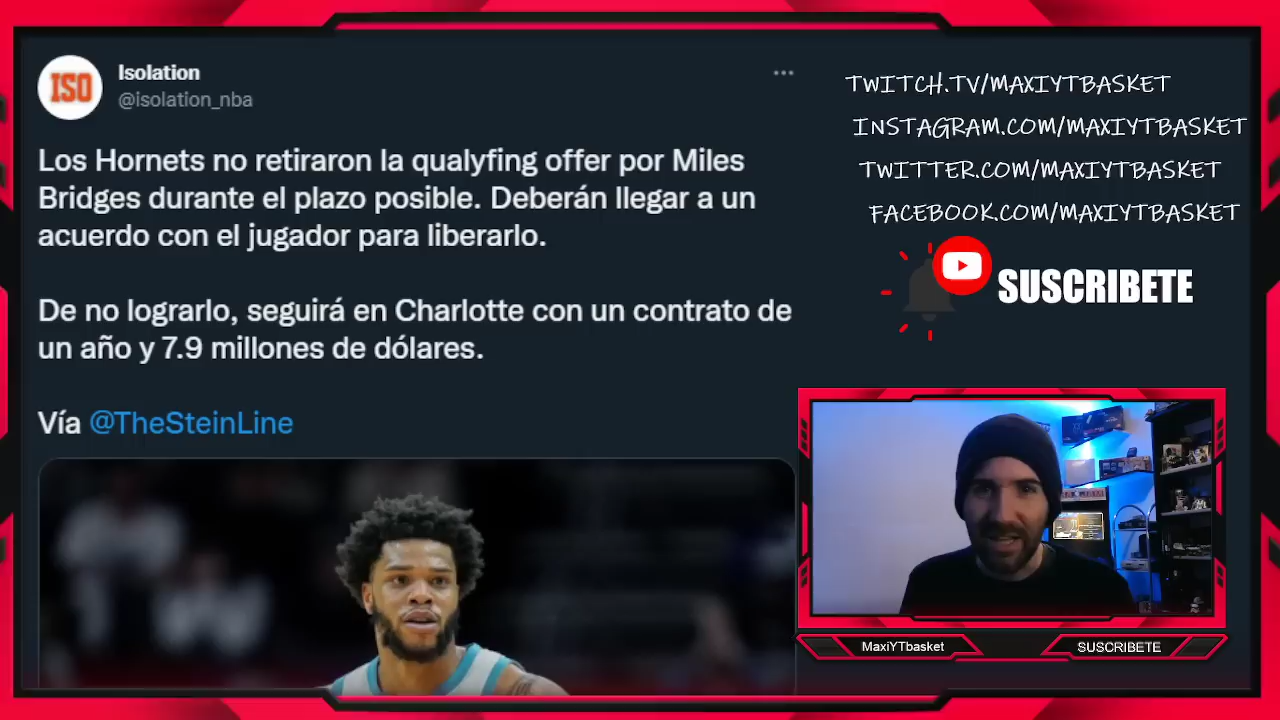 ISO
Isolation
@isolation_nba
Los Hornets no retiraron la qualyfing offer por Miles
Bridges durante el plazo posible. Deberán llegar a un
acuerdo con el jugador para liberarlo.
De no lograrlo, seguirá en Charlotte con un contrato de
un año y 7.9 millones de dólares.
Vía @TheSteinLine
TWITCH.TV/MAXIYTBASKET
INSTAGRAM.COM/MAXIYTBASKET
TWITTER.COM/MAXIYTBASKET
FACEBOOK.COM/MAXIYTBASKET
SUSCRIBETE
MaxiYTbasket
SUSCRIBETE